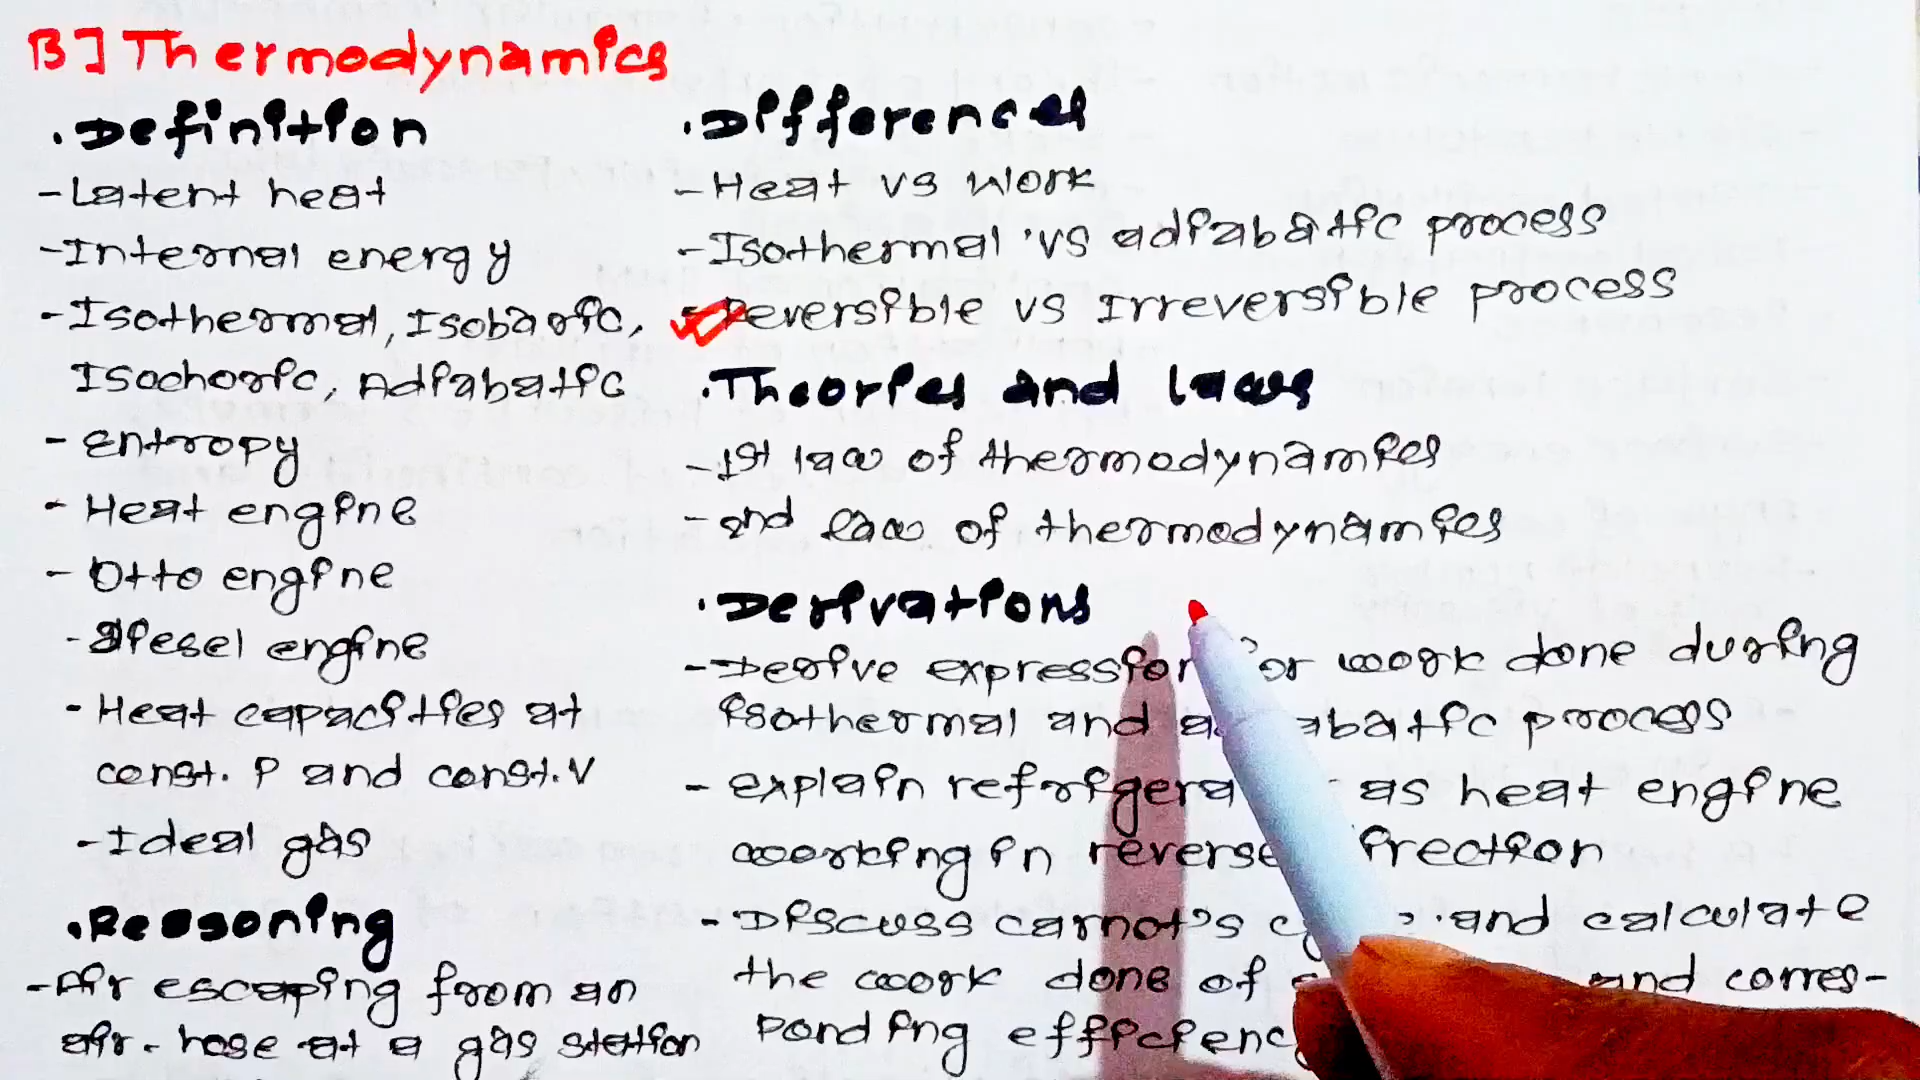 B] Thermodynamics
• Definition
- Latent heat
- Internal energy
- Isothermal, Isobaric,
Isochoric, Adiabatic
- entropy
- Heat engine
- Otto engine
- Diesel engine
- Heat capacities at
const. P and const. V
- Ideal gas
• Reasoning
- Air escaping from an
air-hose at a gas station
• Differences
- Heat vs Work
- Isothermal vs adiabatic process
- Reversible vs Irreversible process
• Theories and laws
- 1st law of thermodynamics
- 2nd law of thermodynamics
• Derivations
- Derive expression for work done during
isothermal and process
- explain as heat engine
working in reverse
- Discuss carnot's and calculate
the work done of and corres-
ponding